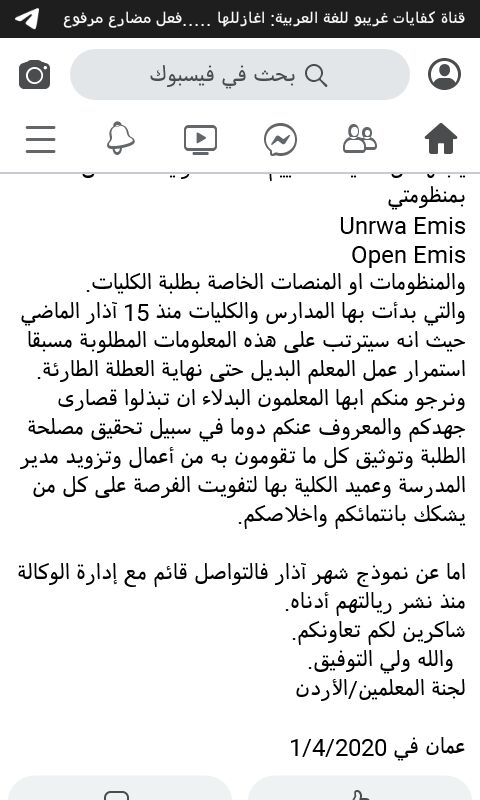 قناة كفايات غريبو للغة العربية: اغازلها .....فعل مضارع مرفوع
بحث في فيسبوك
بمنظومتي
Unrwa Emis
Open Emis
والمنظومات او المنصات الخاصة بطلبة الكليات.
والتي بدأت بها المدارس والكليات منذ 15 آذار الماضي
حيث انه سيترتب على هذه المعلومات المطلوبة مسبقا
استمرار عمل المعلم البديل حتى نهاية العطلة الطارئة.
ونرجو منكم ايها المعلمون البدلاء ان تبذلوا قصارى
جهدكم والمعروف عنكم دوما في سبيل تحقيق مصلحة
الطلبة وتوثيق كل ما تقومون به من أعمال وتزويد مدير
المدرسة وعميد الكلية بها لتفويت الفرصة على كل من
يشكك بانتمائكم واخلاصكم.
اما عن نموذج شهر آذار فالتواصل قائم مع إدارة الوكالة
منذ نشر ريالتهم أدناه.
شاكرين لكم تعاونكم.
والله ولي التوفيق.
لجنة المعلمين/الأردن
عمان في 1/4/2020